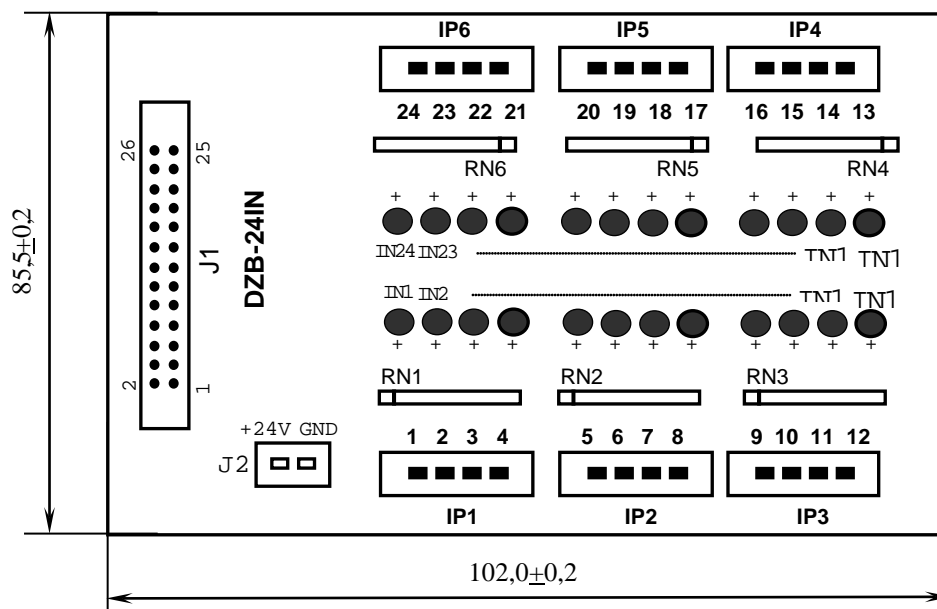 IP6 IP5 IP4
24 23 22 21 20 19 18 17 16 15 14 13
RN6 RN5 RN4
+ + + + + + + + + + + +
IN24 IN23
26 25
J1
DZB-24IN
2 1
85,5±0,2
IN1 IN2
+ + + + + + + + + + + +
RN1 RN2 RN3
+24V GND
J2
1 2 3 4 5 6 7 8 9 10 11 12
IP1 IP2 IP3
102,0±0,2